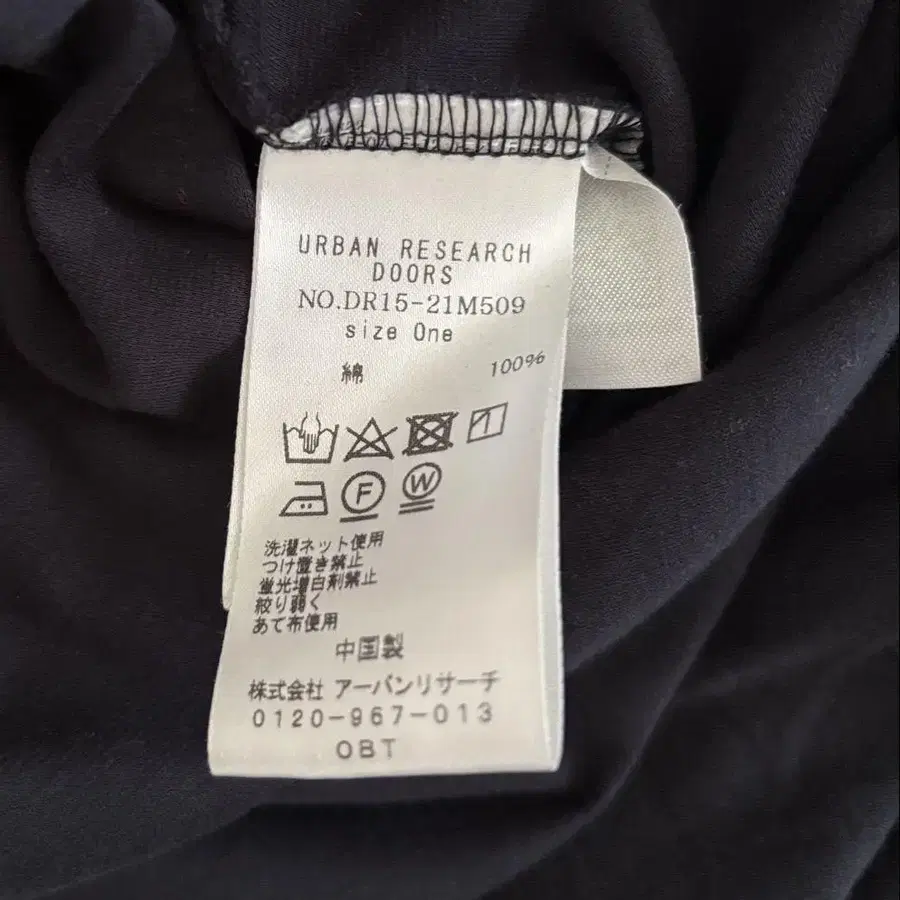 URBAN RESEARCH
DOORS
NO.DR15-21M509
size One
綿 100%
F W
洗濯ネット使用
つけ置き禁止
蛍光増白剤禁止
絞り弱く
あて布使用
中国製
株式会社 アーバンリサーチ
0120-967-013
OBT